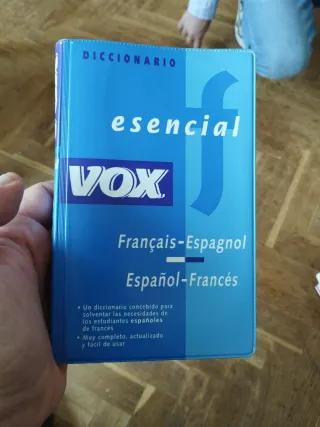 DICCIONARIO
esencial
f
VOX
Français-Espagnol
Español-Francés
• Un diccionario concebido para
solventar las necesidades de
los estudiantes españoles
de francés
• Muy completo, actualizado
y fácil de usar